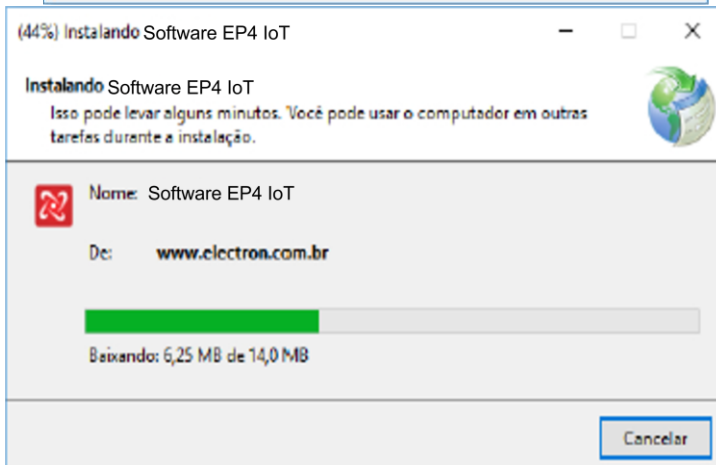 (44%) Instalando Software EP4 IoT
Instalando Software EP4 IoT
Isso pode levar alguns minutos. Você pode usar o computador em outras
tarefas durante a instalação.
Nome: Software EP4 IoT
De: www.electron.com.br
Baixando: 6,25 MB de 14,0 MB
Cancelar